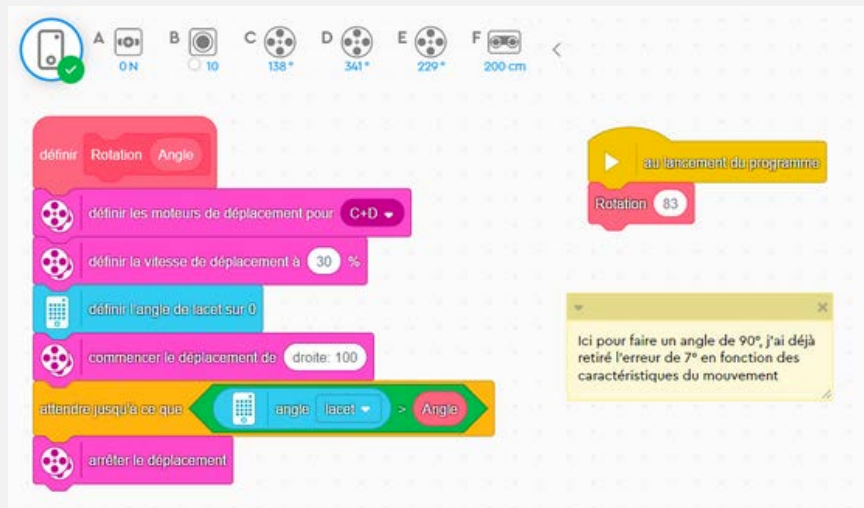 A B C D E F
0 N 10 138° 341° 229° 200 cm
définir Rotation Angle
définir les moteurs de déplacement pour C+D
définir la vitesse de déplacement à 30 %
définir l'angle de lacet sur 0
commencer le déplacement de droite: 100
attendre jusqu'à ce que angle lacet > Angle
arrêter le déplacement
au lancement du programme
Rotation 83
Ici pour faire un angle de 90°, j'ai déjà
retiré l'erreur de 7° en fonction des
caractéristiques du mouvement